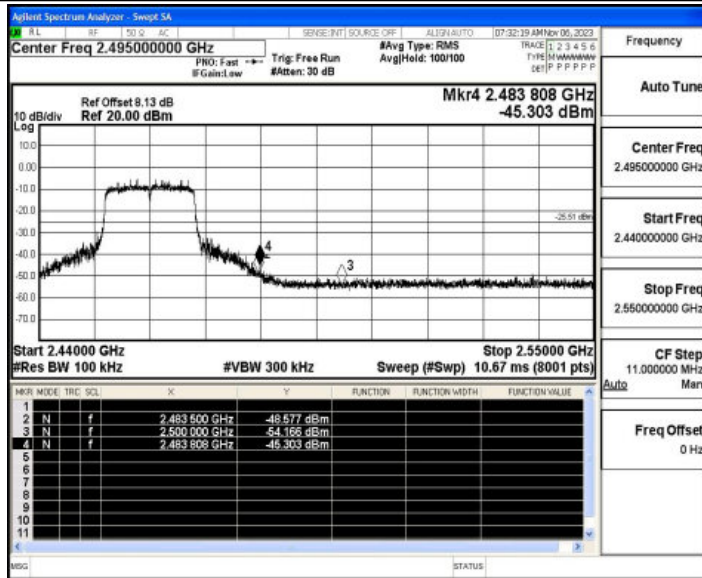 Agilent Spectrum Analyzer - Swept SA
RL RF 50 Ω AC SENSE:INT SOURCE OFF ALIGN AUTO 07:32:19 AM Nov 06, 2023
Center Freq 2.495000000 GHz
#Avg Type: RMS
TRACE 1 2 3 4 5 6
PNO: Fast Trig: Free Run Avg|Hold: 100/100
TYPE MWWWWW
IFGain:Low #Atten: 30 dB
DET P P P P P P
Ref Offset 8.13 dB
Mkr4 2.483 808 GHz
10 dB/div Ref 20.00 dBm
-45.303 dBm
Log
10.0
0.00
-10.0
-20.0
-25.51 dBm
-30.0
-40.0
4
-50.0
3
-60.0
-70.0
Start 2.44000 GHz
Stop 2.55000 GHz
#Res BW 100 kHz #VBW 300 kHz Sweep (#Swp) 10.67 ms (8001 pts)
MKR MODE TRC SCL X Y FUNCTION FUNCTION WIDTH FUNCTION VALUE
1
2 N f 2.483 500 GHz -48.577 dBm
3 N f 2.500 000 GHz -54.166 dBm
4 N f 2.483 808 GHz -45.303 dBm
5
6
7
8
9
10
11
MSG STATUS
Frequency
Auto Tune
Center Freq
2.495000000 GHz
Start Freq
2.440000000 GHz
Stop Freq
2.550000000 GHz
CF Step
11.000000 MHz
Auto Man
Freq Offset
0 Hz